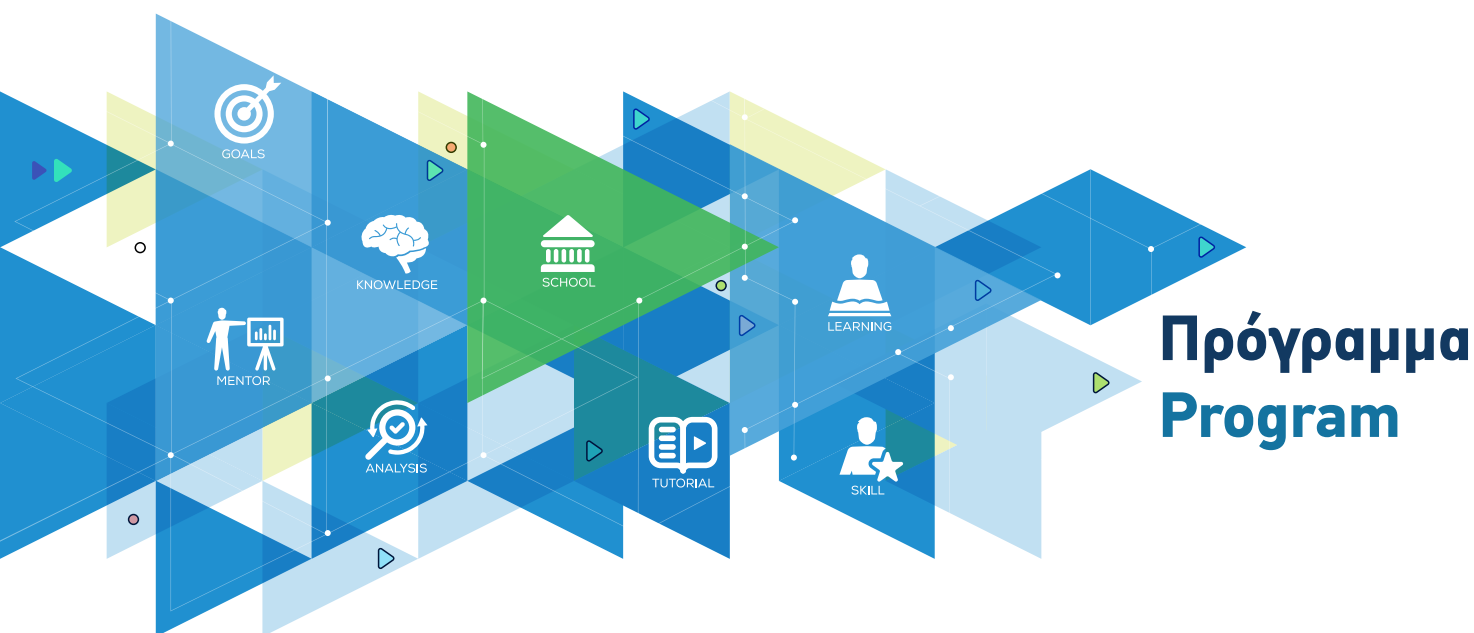 GOALS
KNOWLEDGE
SCHOOL
LEARNING
MENTOR
ANALYSIS
TUTORIAL
SKILL
Πρόγραμμα
Program